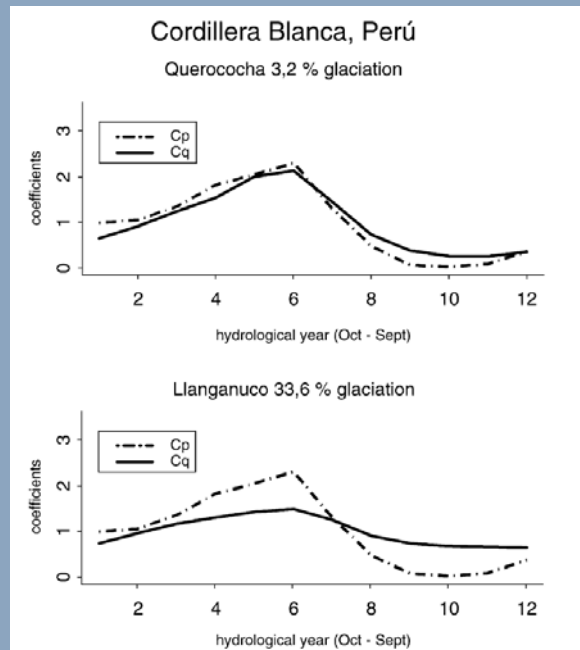 Cordillera Blanca, Perú
Querococha 3,2 % glaciation
3
2
1
0
coefficients
Cp
Cq
2 4 6 8 10 12
hydrological year (Oct - Sept)
Llanganuco 33,6 % glaciation
3
2
1
0
coefficients
Cp
Cq
2 4 6 8 10 12
hydrological year (Oct - Sept)